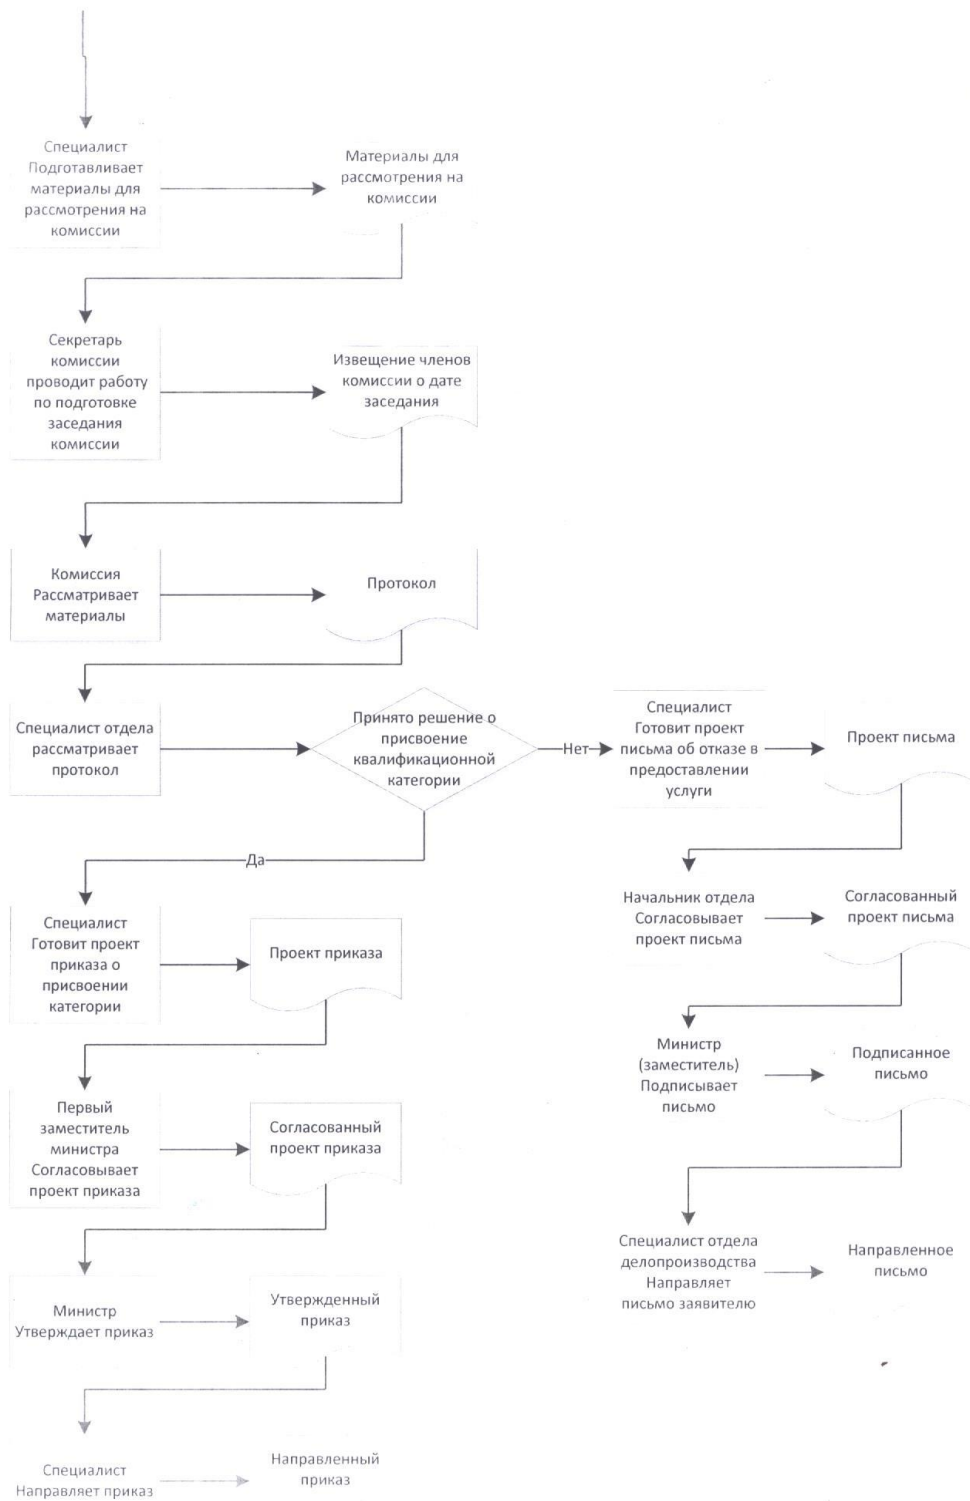 Специалист
Подготавливает
материалы для
рассмотрения на
комиссии
Материалы для
рассмотрения на
комиссии
Секретарь
комиссии
проводит работу
по подготовке
заседания
комиссии
Извещение членов
комиссии о дате
заседания
Комиссия
Рассматривает
материалы
Протокол
Специалист отдела
рассматривает
протокол
Принято решение о
присвоение
квалификационной
категории
Нет
Специалист
Готовит проект
письма об отказе в
предоставлении
услуги
Проект письма
Да
Начальник отдела
Согласовывает
проект письма
Согласованный
проект письма
Специалист
Готовит проект
приказа о
присвоении
категории
Проект приказа
Министр
(заместитель)
Подписывает
письмо
Подписанное
письмо
Первый
заместитель
министра
Согласовывает
проект приказа
Согласованный
проект приказа
Специалист отдела
делопроизводства
Направляет
письмо заявителю
Направленное
письмо
Министр
Утверждает приказ
Утвержденный
приказ
Специалист
Направляет приказ
Направленный
приказ